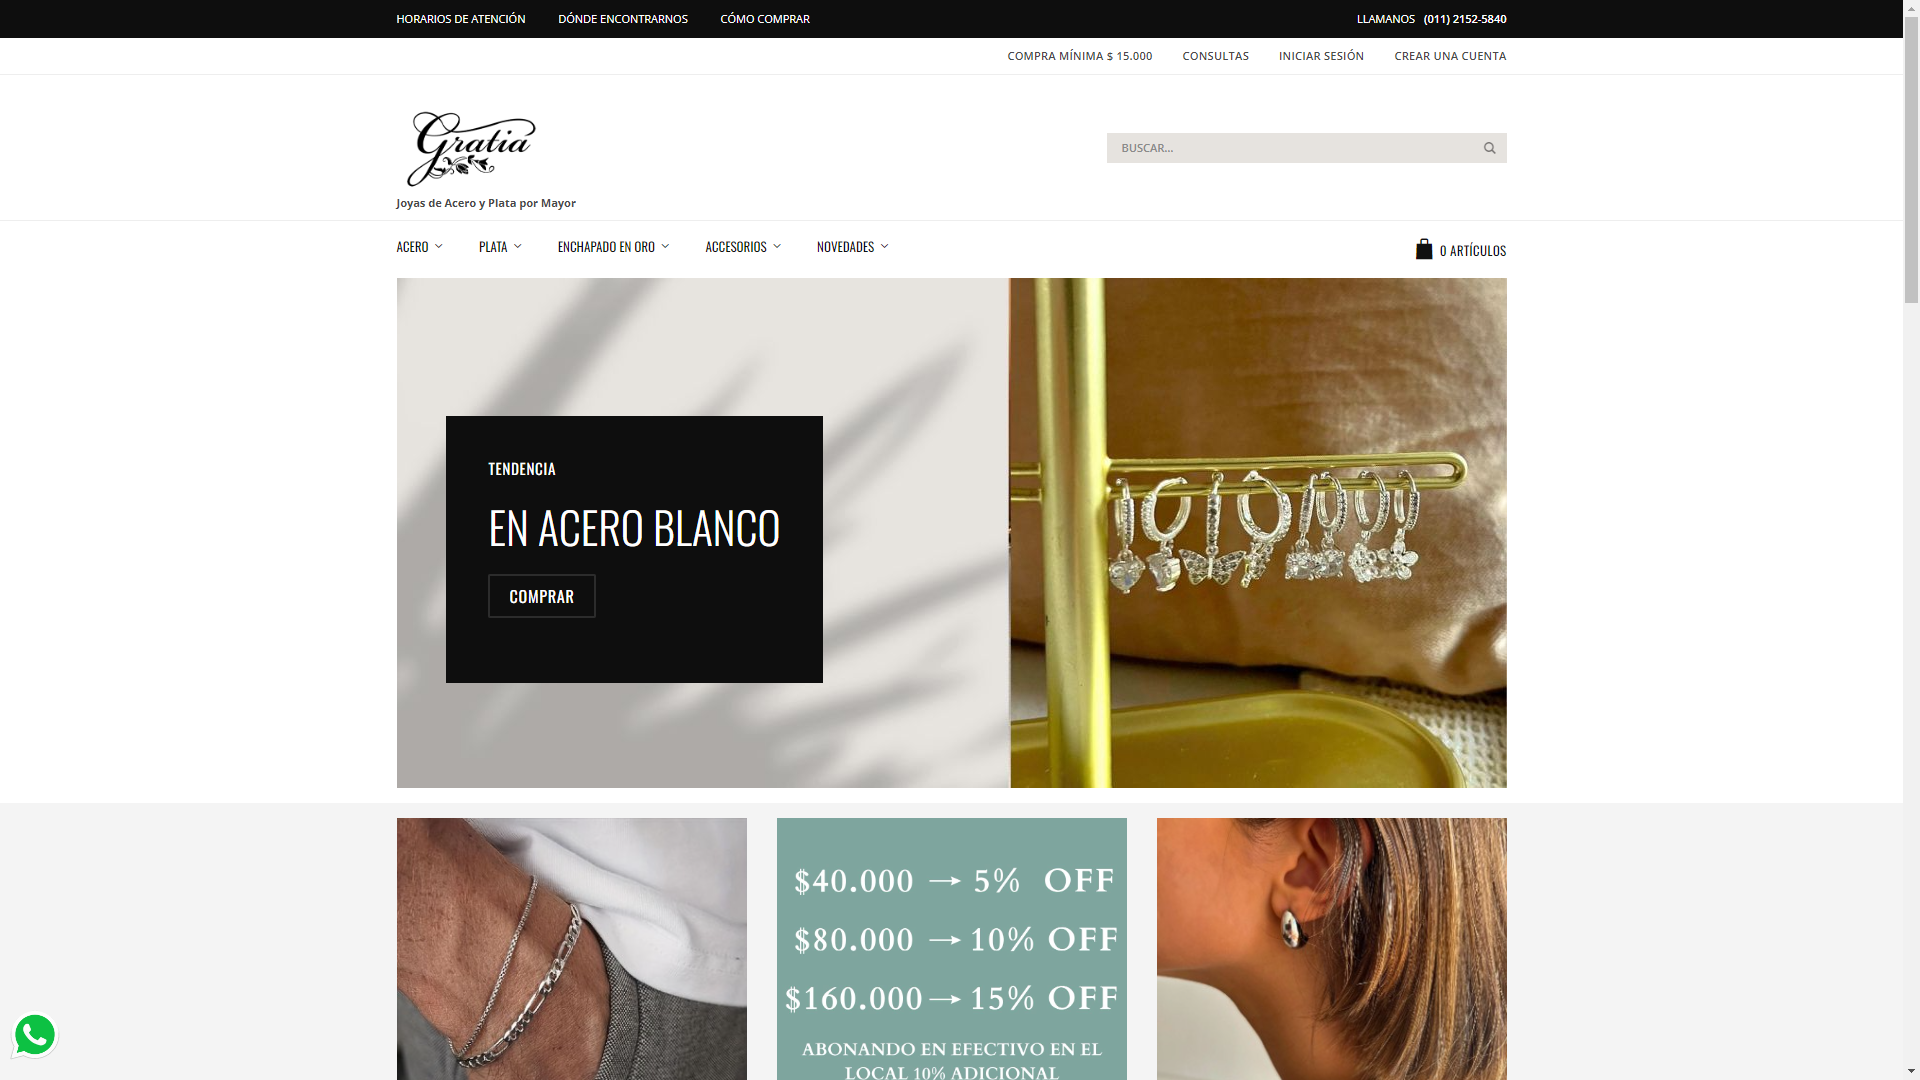 HORARIOS DE ATENCIÓN DÓNDE ENCONTRARNOS CÓMO COMPRAR LLAMANOS (011) 2152-5840
COMPRA MÍNIMA $ 15.000 CONSULTAS INICIAR SESIÓN CREAR UNA CUENTA
Gratia
BUSCAR...
Joyas de Acero y Plata por Mayor
ACERO PLATA ENCHAPADO EN ORO ACCESORIOS NOVEDADES 0 ARTÍCULOS
TENDENCIA
EN ACERO BLANCO
COMPRAR
$40.000 → 5% OFF
$80.000 → 10% OFF
$160.000 → 15% OFF
ABONANDO EN EFECTIVO EN EL
LOCAL 10% ADICIONAL